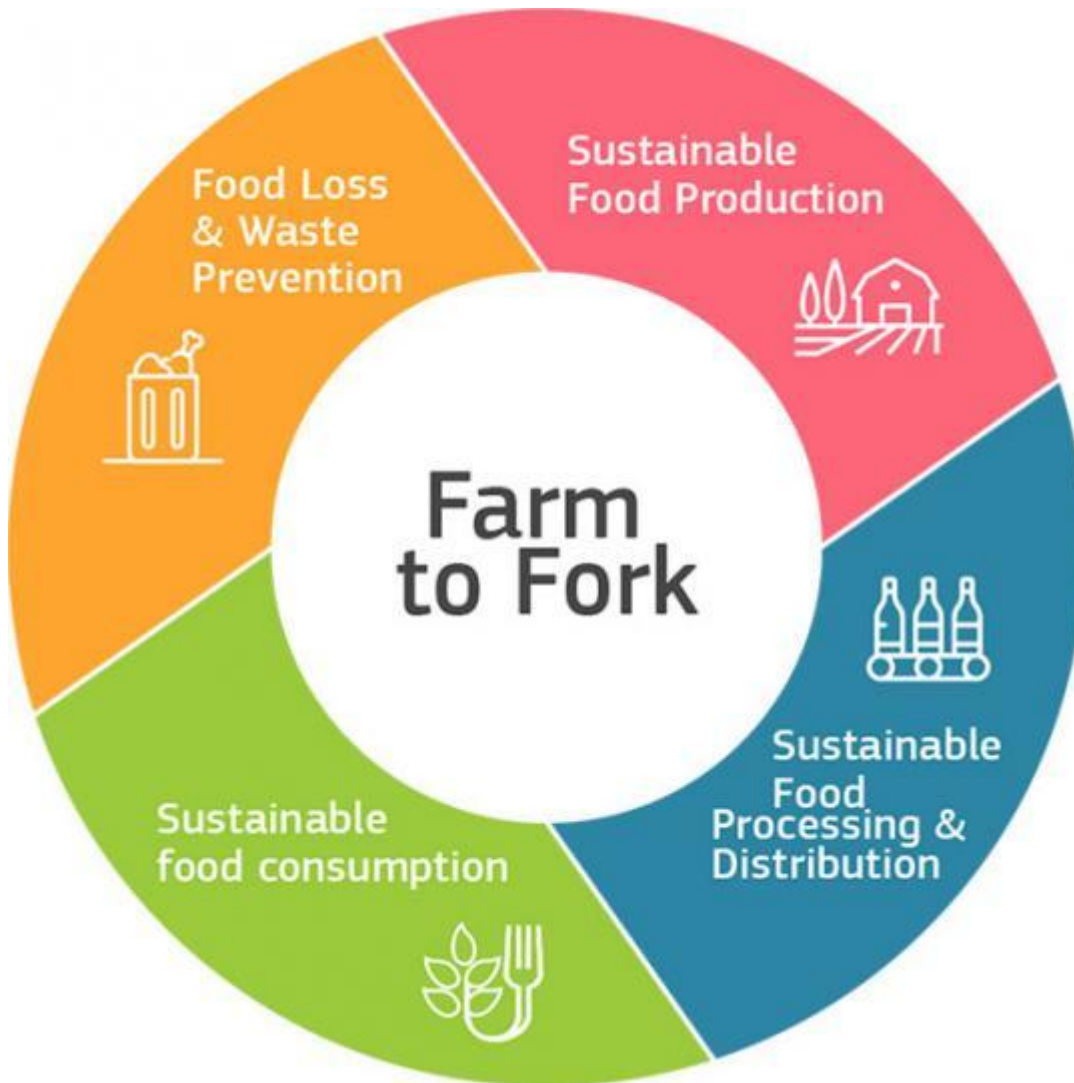 Food Loss
& Waste
Prevention
Sustainable
Food Production
Farm
to Fork
Sustainable
Food
Processing &
Distribution
Sustainable
food consumption